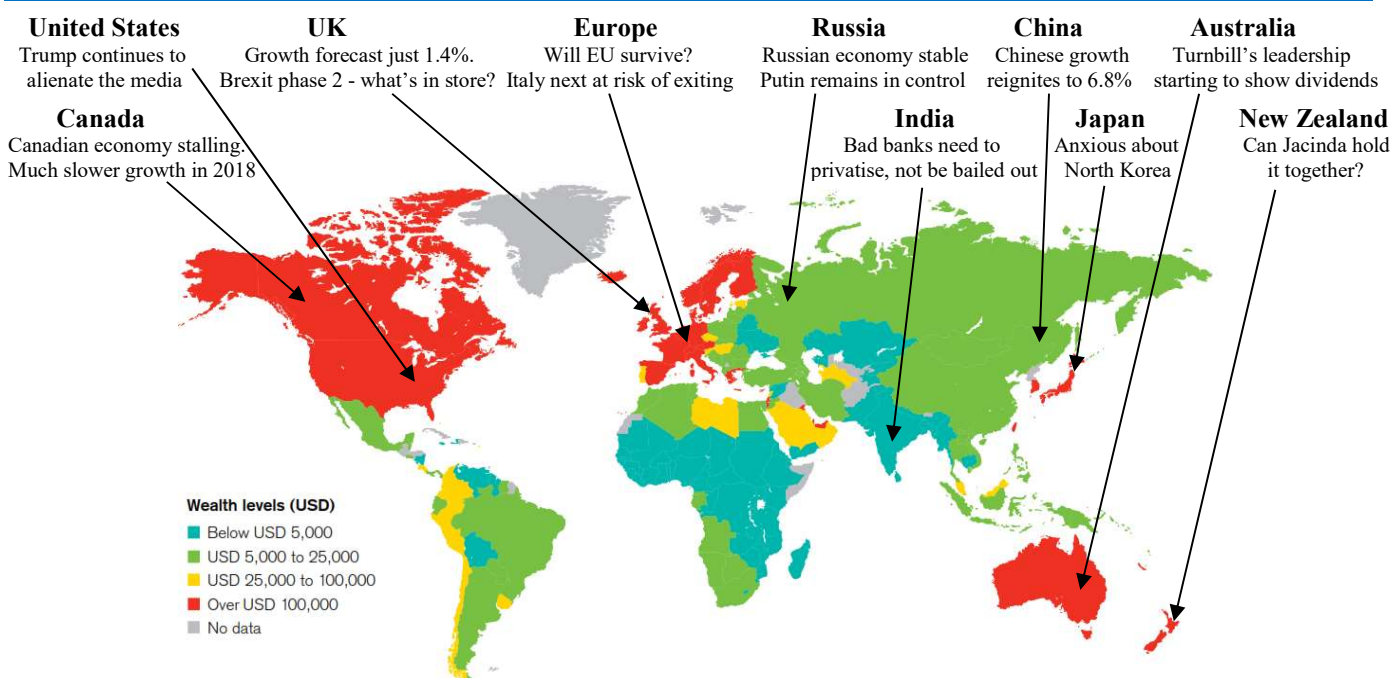 United States
Trump continues to
alienate the media
UK
Growth forecast just 1.4%.
Brexit phase 2 - what's in store?
Europe
Will EU survive?
Italy next at risk of exiting
Russia
Russian economy stable
Putin remains in control
China
Chinese growth
reignites to 6.8%
Australia
Turnbill's leadership
starting to show dividends
Canada
Canadian economy stalling.
Much slower growth in 2018
India
Bad banks need to
privatise, not be bailed out
Japan
Anxious about
North Korea
New Zealand
Can Jacinda hold
it together?
Wealth levels (USD)
Below USD 5,000
USD 5,000 to 25,000
USD 25,000 to 100,000
Over USD 100,000
No data